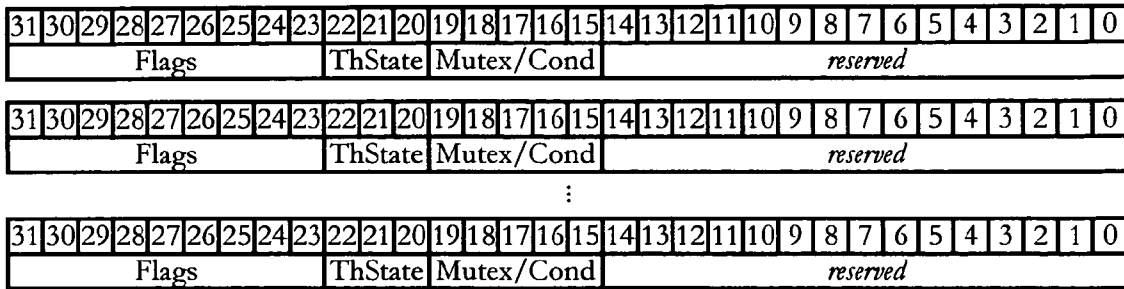 31 30 29 28 27 26 25 24 23 22 21 20 19 18 17 16 15 14 13 12 11 10 9 8 7 6 5 4 3 2 1 0
Flags ThState Mutex/Cond reserved
31 30 29 28 27 26 25 24 23 22 21 20 19 18 17 16 15 14 13 12 11 10 9 8 7 6 5 4 3 2 1 0
Flags ThState Mutex/Cond reserved
⋮
31 30 29 28 27 26 25 24 23 22 21 20 19 18 17 16 15 14 13 12 11 10 9 8 7 6 5 4 3 2 1 0
Flags ThState Mutex/Cond reserved